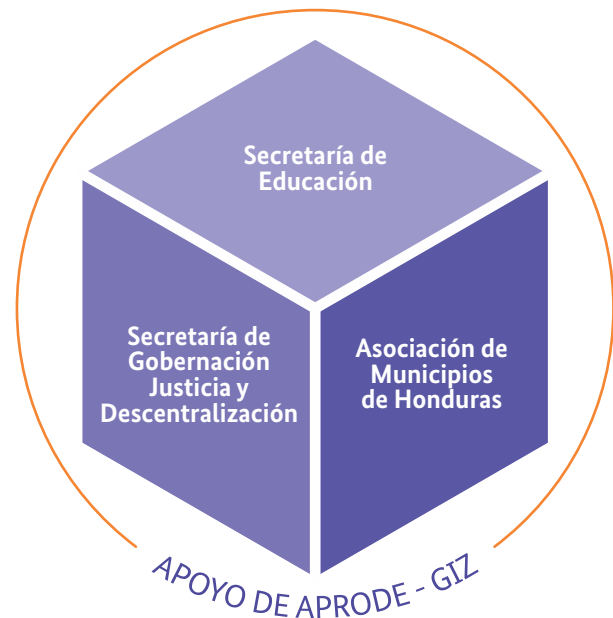 Secretaría de
Educación
Secretaría de
Gobernación
Justicia y
Descentralización
Asociación de
Municipios
de Honduras
APOYO DE APRODE - GIZ